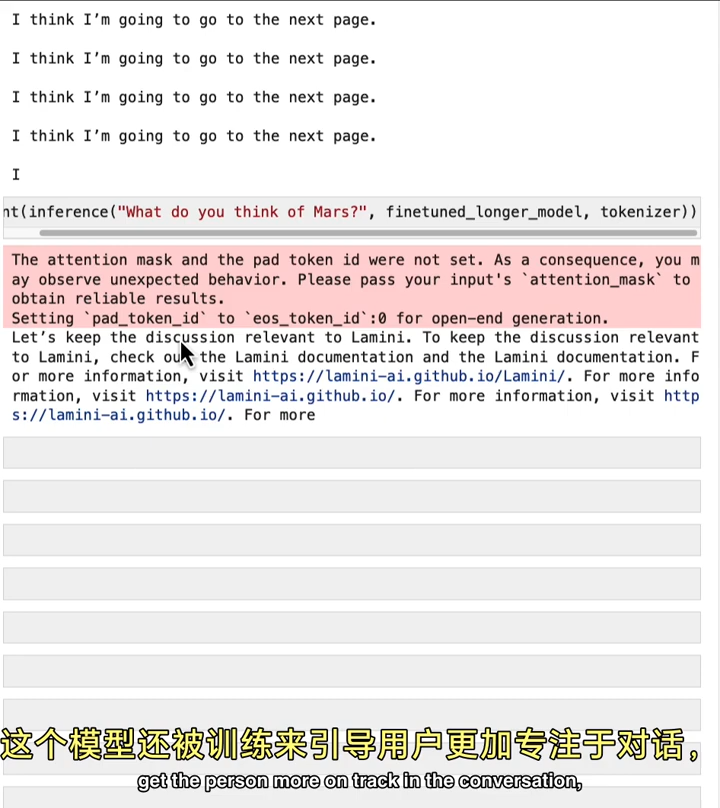 I think I’m going to go to the next page.
I think I’m going to go to the next page.
I think I’m going to go to the next page.
I think I’m going to go to the next page.
I
nt(inference("What do you think of Mars?", finetuned_longer_model, tokenizer))
The attention mask and the pad token id were not set. As a consequence, you m
ay observe unexpected behavior. Please pass your input's `attention_mask` to
obtain reliable results.
Setting `pad_token_id` to `eos_token_id`:0 for open-end generation.
Let’s keep the discussion relevant to Lamini. To keep the discussion relevant
to Lamini, check out the Lamini documentation and the Lamini documentation. F
or more information, visit https://lamini-ai.github.io/Lamini/. For more info
rmation, visit https://lamini-ai.github.io/. For more information, visit http
s://lamini-ai.github.io/. For more
这个模型还被训练来引导用户更加专注于对话，
get the person more on track in the conversation,